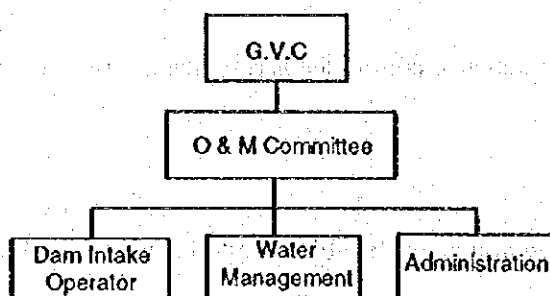 G.V.C
O & M Committee
Dam Intake
Operator
Water
Management
Administration